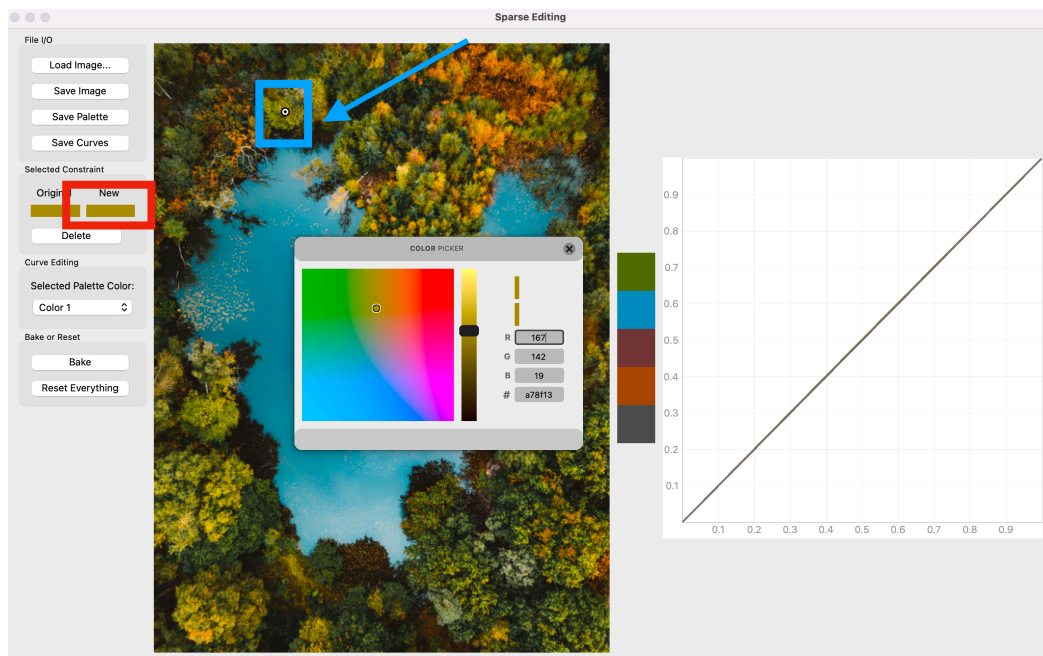 Sparse Editing
File I/O
Load Image...
Save Image
Save Palette
Save Curves
Selected Constraint
Original New
Delete
Curve Editing
Selected Palette Color:
Color 1
Bake or Reset
Bake
Reset Everything
COLOR PICKER
R 167
G 142
B 19
# a78f13
0.9
0.8
0.7
0.6
0.5
0.4
0.3
0.2
0.1
0.1 0.2 0.3 0.4 0.5 0.6 0.7 0.8 0.9